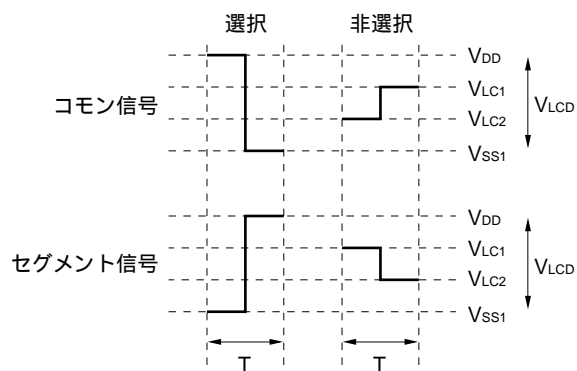 選択 非選択
VDD
VLC1
コモン信号 VLCD
VLC2
VSS1
VDD
VLC1
セグメント信号 VLCD
VLC2
VSS1
T T